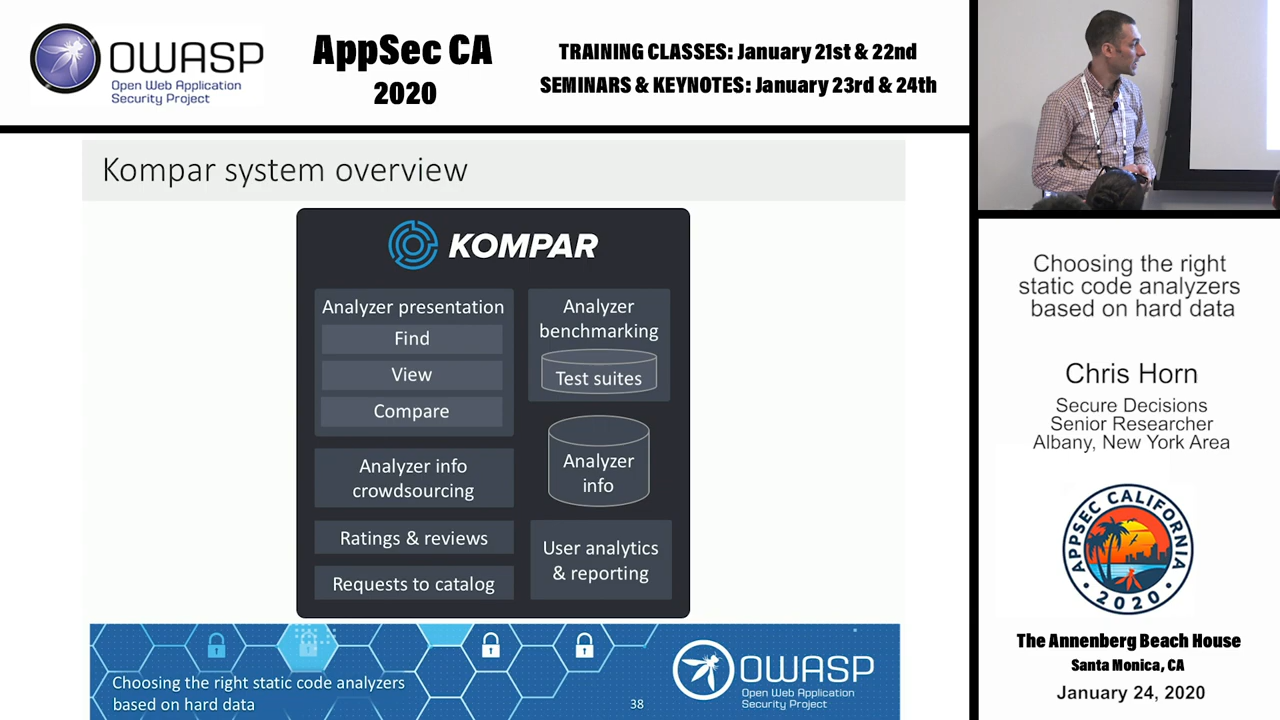 OWASP
Open Web Application
Security Project
AppSec CA
2020
TRAINING CLASSES: January 21st & 22nd
SEMINARS & KEYNOTES: January 23rd & 24th
Kompar system overview
KOMPAR
Analyzer presentation
Find
View
Compare
Analyzer info
crowdsourcing
Ratings & reviews
Requests to catalog
Analyzer
benchmarking
Test suites
Analyzer
info
User analytics
& reporting
Choosing the right static code analyzers
based on hard data
38
OWASP
Open Web Application
Security Project
Choosing the right
static code analyzers
based on hard data
Chris Horn
Secure Decisions
Senior Researcher
Albany, New York Area
APPSEC CALIFORNIA
• 2020 •
The Annenberg Beach House
Santa Monica, CA
January 24, 2020